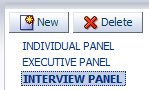 New Delete
INDIVIDUAL PANEL
EXECUTIVE PANEL
INTERVIEW PANEL